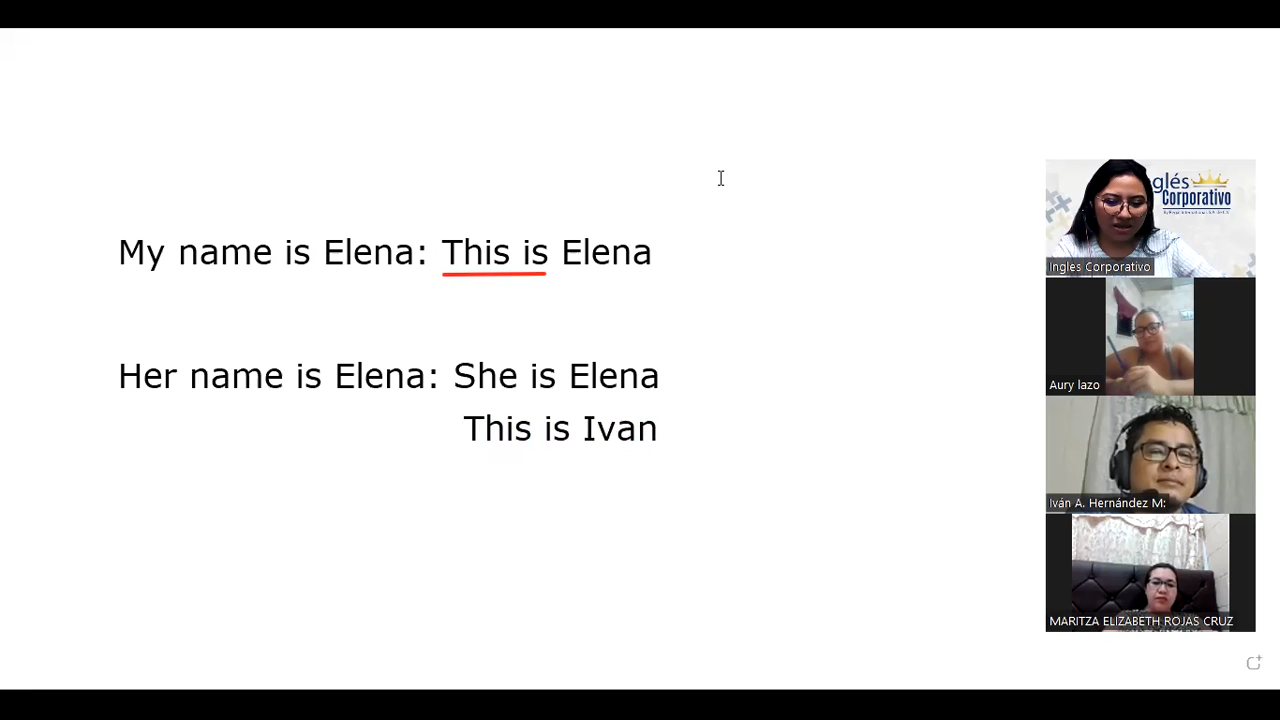 My name is Elena: This is Elena
Her name is Elena: She is Elena
This is Ivan
glés
Corporativo
Ingles Corporativo
Aury lazo
Iván A. Hernández M:
MARITZA ELIZABETH ROJAS CRUZ